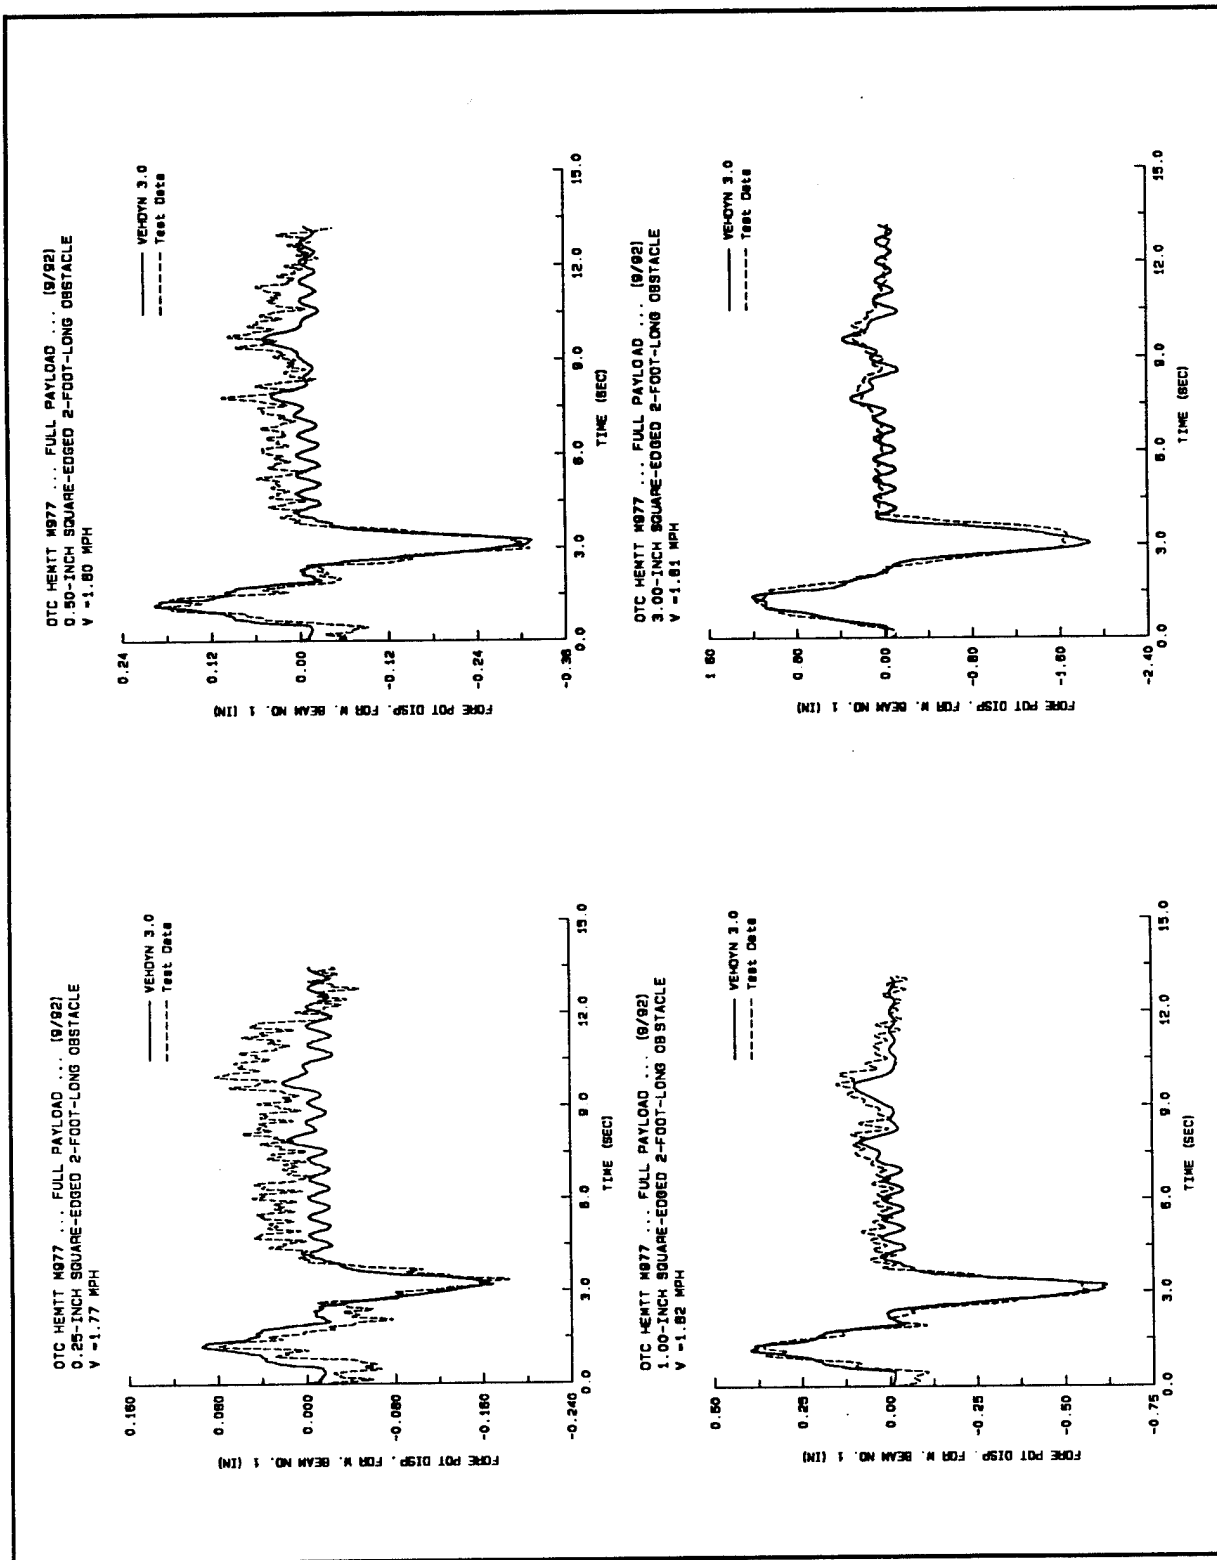 OTC HEMTT M977 ... FULL PAYLOAD ... (9/92)
0.25-INCH SQUARE-EDGED 2-FOOT-LONG OBSTACLE
V =1.77 MPH
VEHDYN 3.0
Test Data
FORE POT DISP. FOR W. BEAM NO. 1 (IN)
0.160
0.080
0.000
-0.080
-0.160
-0.240
0.0 3.0 6.0 9.0 12.0 15.0
TIME (SEC)
OTC HEMTT M977 ... FULL PAYLOAD ... (9/92)
0.50-INCH SQUARE-EDGED 2-FOOT-LONG OBSTACLE
V =1.80 MPH
VEHDYN 3.0
Test Data
FORE POT DISP. FOR W. BEAM NO. 1 (IN)
0.24
0.12
0.00
-0.12
-0.24
-0.36
0.0 3.0 6.0 9.0 12.0 15.0
TIME (SEC)
OTC HEMTT M977 ... FULL PAYLOAD ... (9/92)
1.00-INCH SQUARE-EDGED 2-FOOT-LONG OBSTACLE
V =1.82 MPH
VEHDYN 3.0
Test Data
FORE POT DISP. FOR W. BEAM NO. 1 (IN)
0.50
0.25
0.00
-0.25
-0.50
-0.75
0.0 3.0 6.0 9.0 12.0 15.0
TIME (SEC)
OTC HEMTT M977 ... FULL PAYLOAD ... (9/92)
3.00-INCH SQUARE-EDGED 2-FOOT-LONG OBSTACLE
V =1.81 MPH
VEHDYN 3.0
Test Data
FORE POT DISP. FOR W. BEAM NO. 1 (IN)
1.60
0.80
0.00
-0.80
-1.60
-2.40
0.0 3.0 6.0 9.0 12.0 15.0
TIME (SEC)